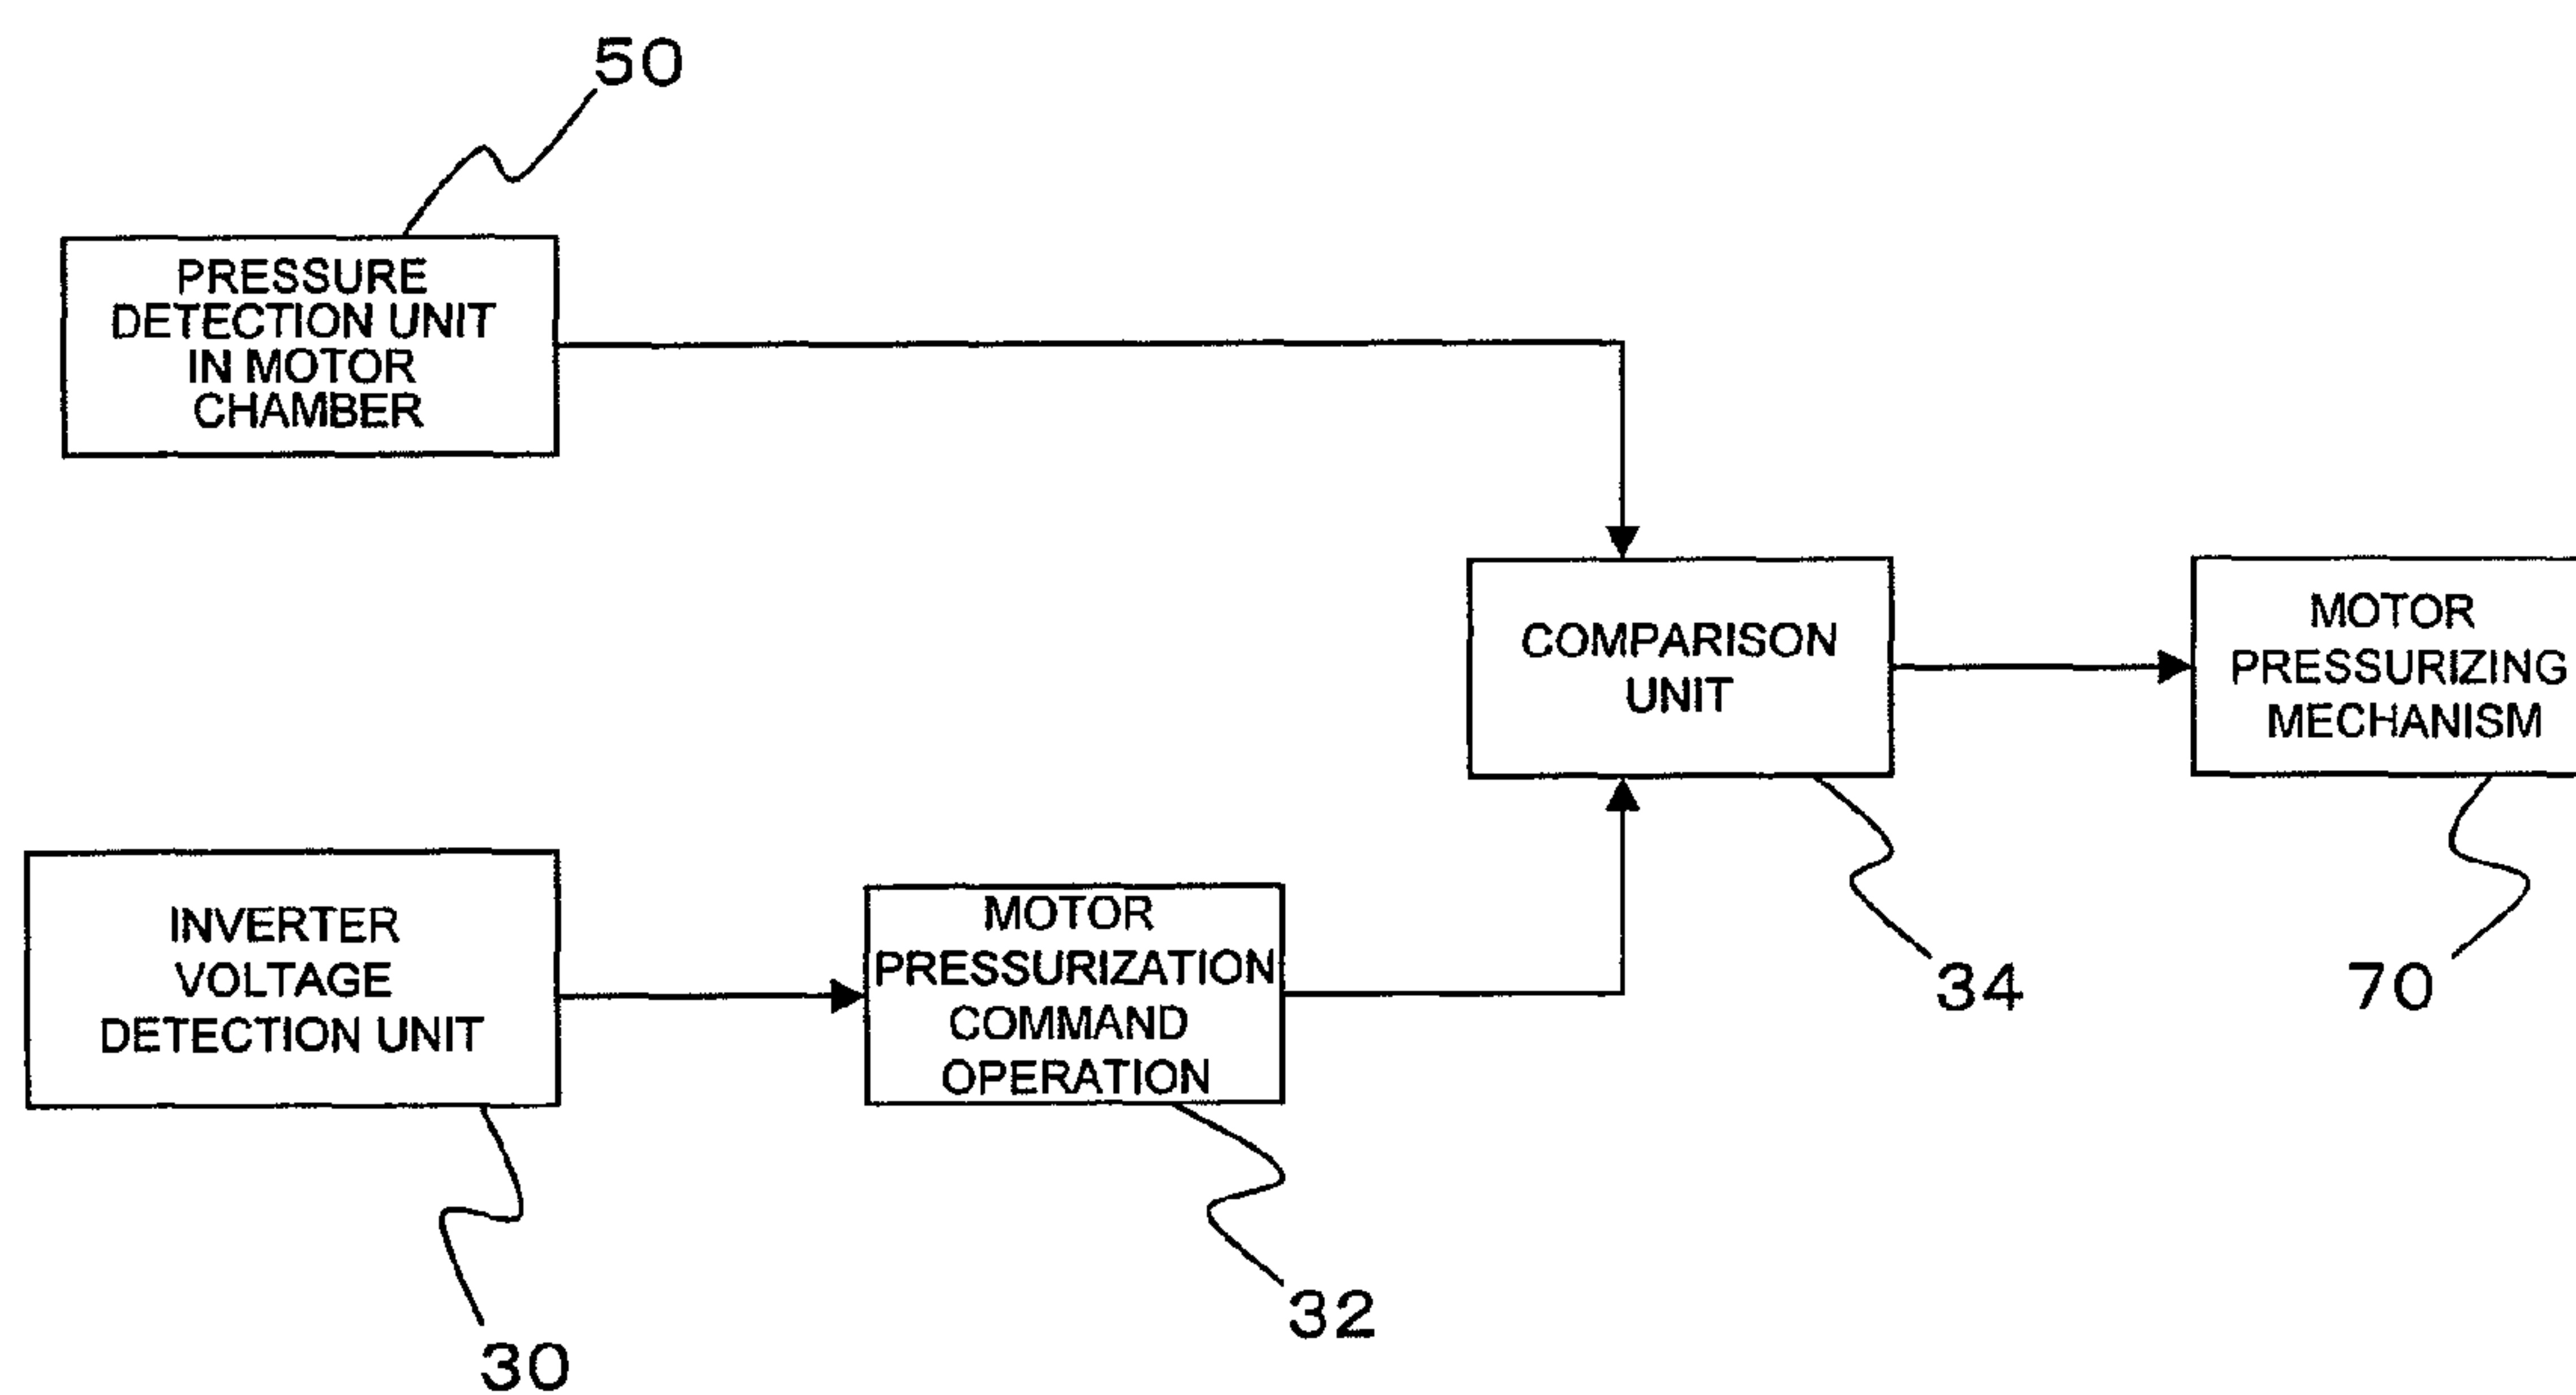 50
PRESSURE
DETECTION UNIT
IN MOTOR
CHAMBER
COMPARISON
UNIT
MOTOR
PRESSURIZING
MECHANISM
34
70
INVERTER
VOLTAGE
DETECTION UNIT
MOTOR
PRESSURIZATION
COMMAND
OPERATION
32
30